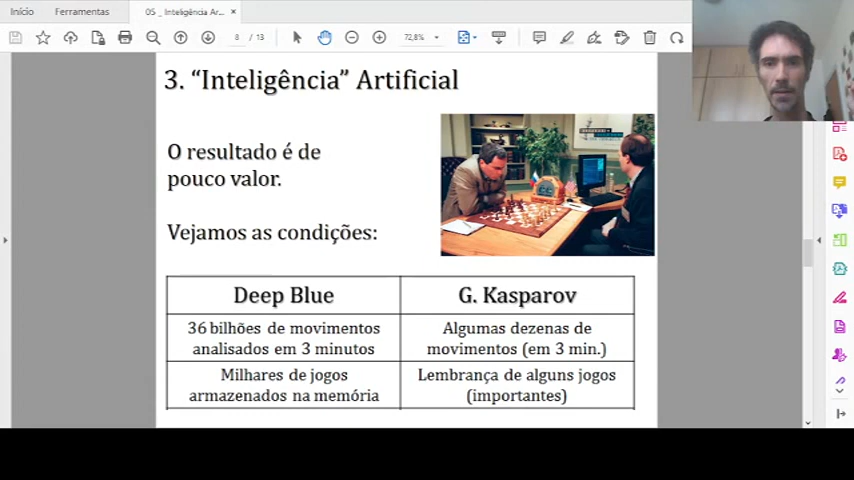 Início
Ferramentas
05 _ Inteligência Ar...
8 / 13
72,8%
3. “Inteligência” Artificial
O resultado é de
pouco valor.
Vejamos as condições:
Deep Blue
G. Kasparov
36 bilhões de movimentos
analisados em 3 minutos
Algumas dezenas de
movimentos (em 3 min.)
Milhares de jogos
armazenados na memória
Lembrança de alguns jogos
(importantes)